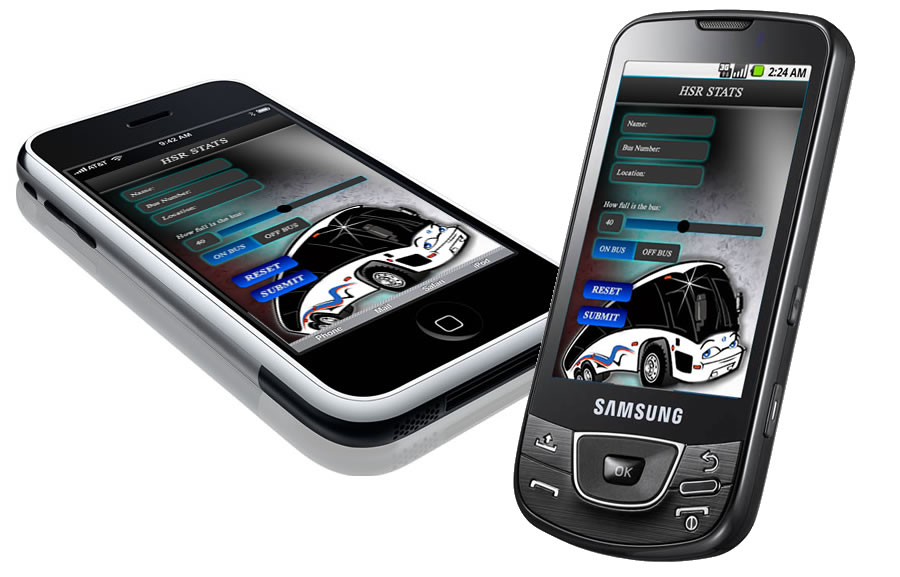 AT&T
9:42 AM
HSR STATS
Name:
Bus Number:
Location:
How full is the bus:
40
ON BUS OFF BUS
RESET
SUBMIT
Phone Mail Safari iPod
3G 2:24 AM
HSR STATS
Name:
Bus Number:
Location:
How full is the bus:
40
ON BUS OFF BUS
RESET
SUBMIT
SAMSUNG
OK